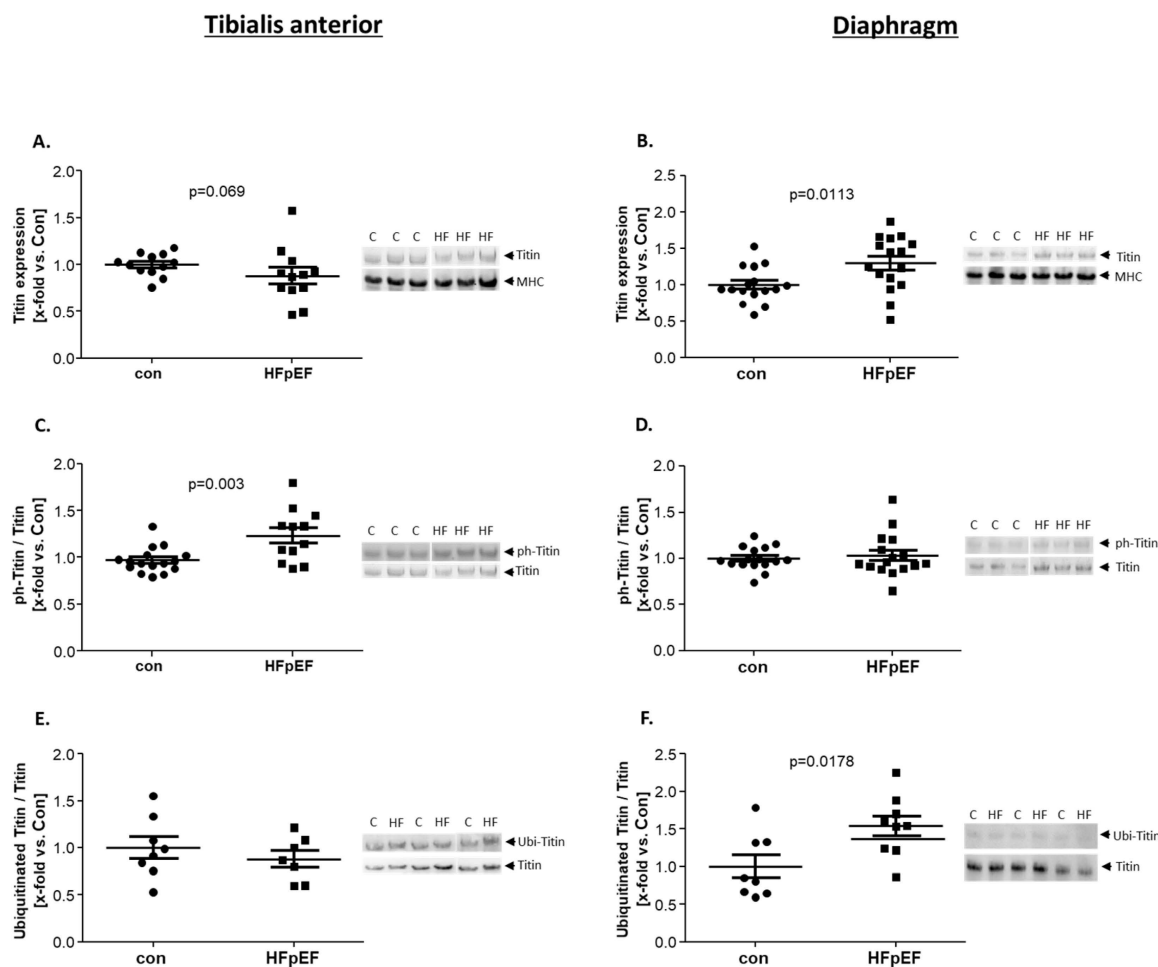 Tibialis anterior
Diaphragm
A.
Titin expression
[x-fold vs. Con]
2.0
1.5
1.0
0.5
0.0
p=0.069
con
HFpEF
C C C HF HF HF
Titin
MHC
B.
Titin expression
[x-fold vs. Con]
2.5
2.0
1.5
1.0
0.5
0.0
p=0.0113
con
HFpEF
C C C HF HF HF
Titin
MHC
C.
ph-Titin / Titin
[x-fold vs. Con]
2.0
1.5
1.0
0.5
0.0
p=0.003
con
HFpEF
C C C HF HF HF
ph-Titin
Titin
D.
ph-Titin / Titin
[x-fold vs. Con]
2.0
1.5
1.0
0.5
0.0
con
HFpEF
C C C HF HF HF
ph-Titin
Titin
E.
Ubiquitinated Titin / Titin
[x-fold vs. Con]
2.0
1.5
1.0
0.5
0.0
con
HFpEF
C HF C HF C HF
Ubi-Titin
Titin
F.
Ubiquitinated Titin / Titin
[x-fold vs. Con]
2.5
2.0
1.5
1.0
0.5
0.0
p=0.0178
con
HFpEF
C HF C HF C HF
Ubi-Titin
Titin